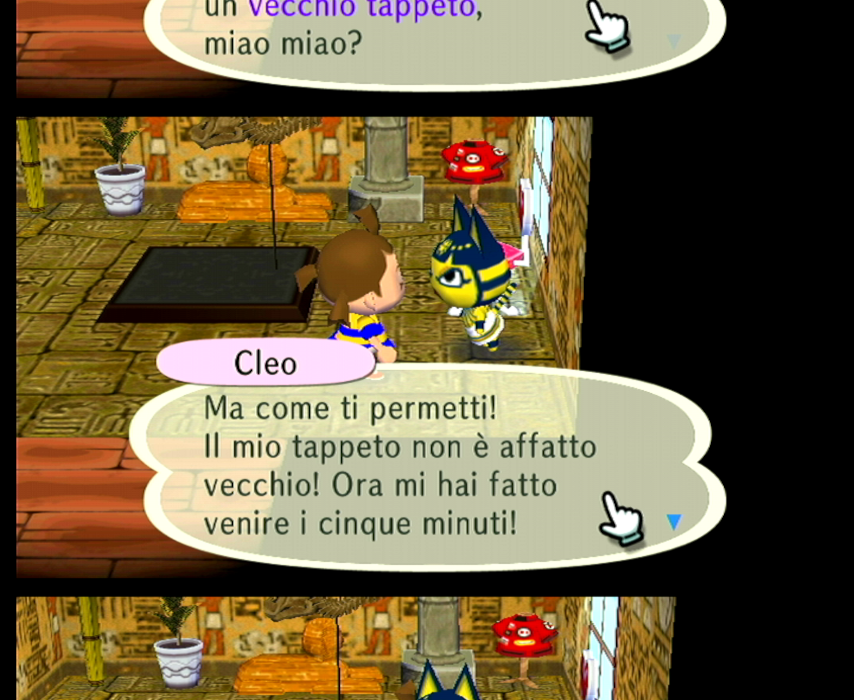 un vecchio tappeto,
miao miao?
Cleo
Ma come ti permetti!
Il mio tappeto non è affatto
vecchio! Ora mi hai fatto
venire i cinque minuti!